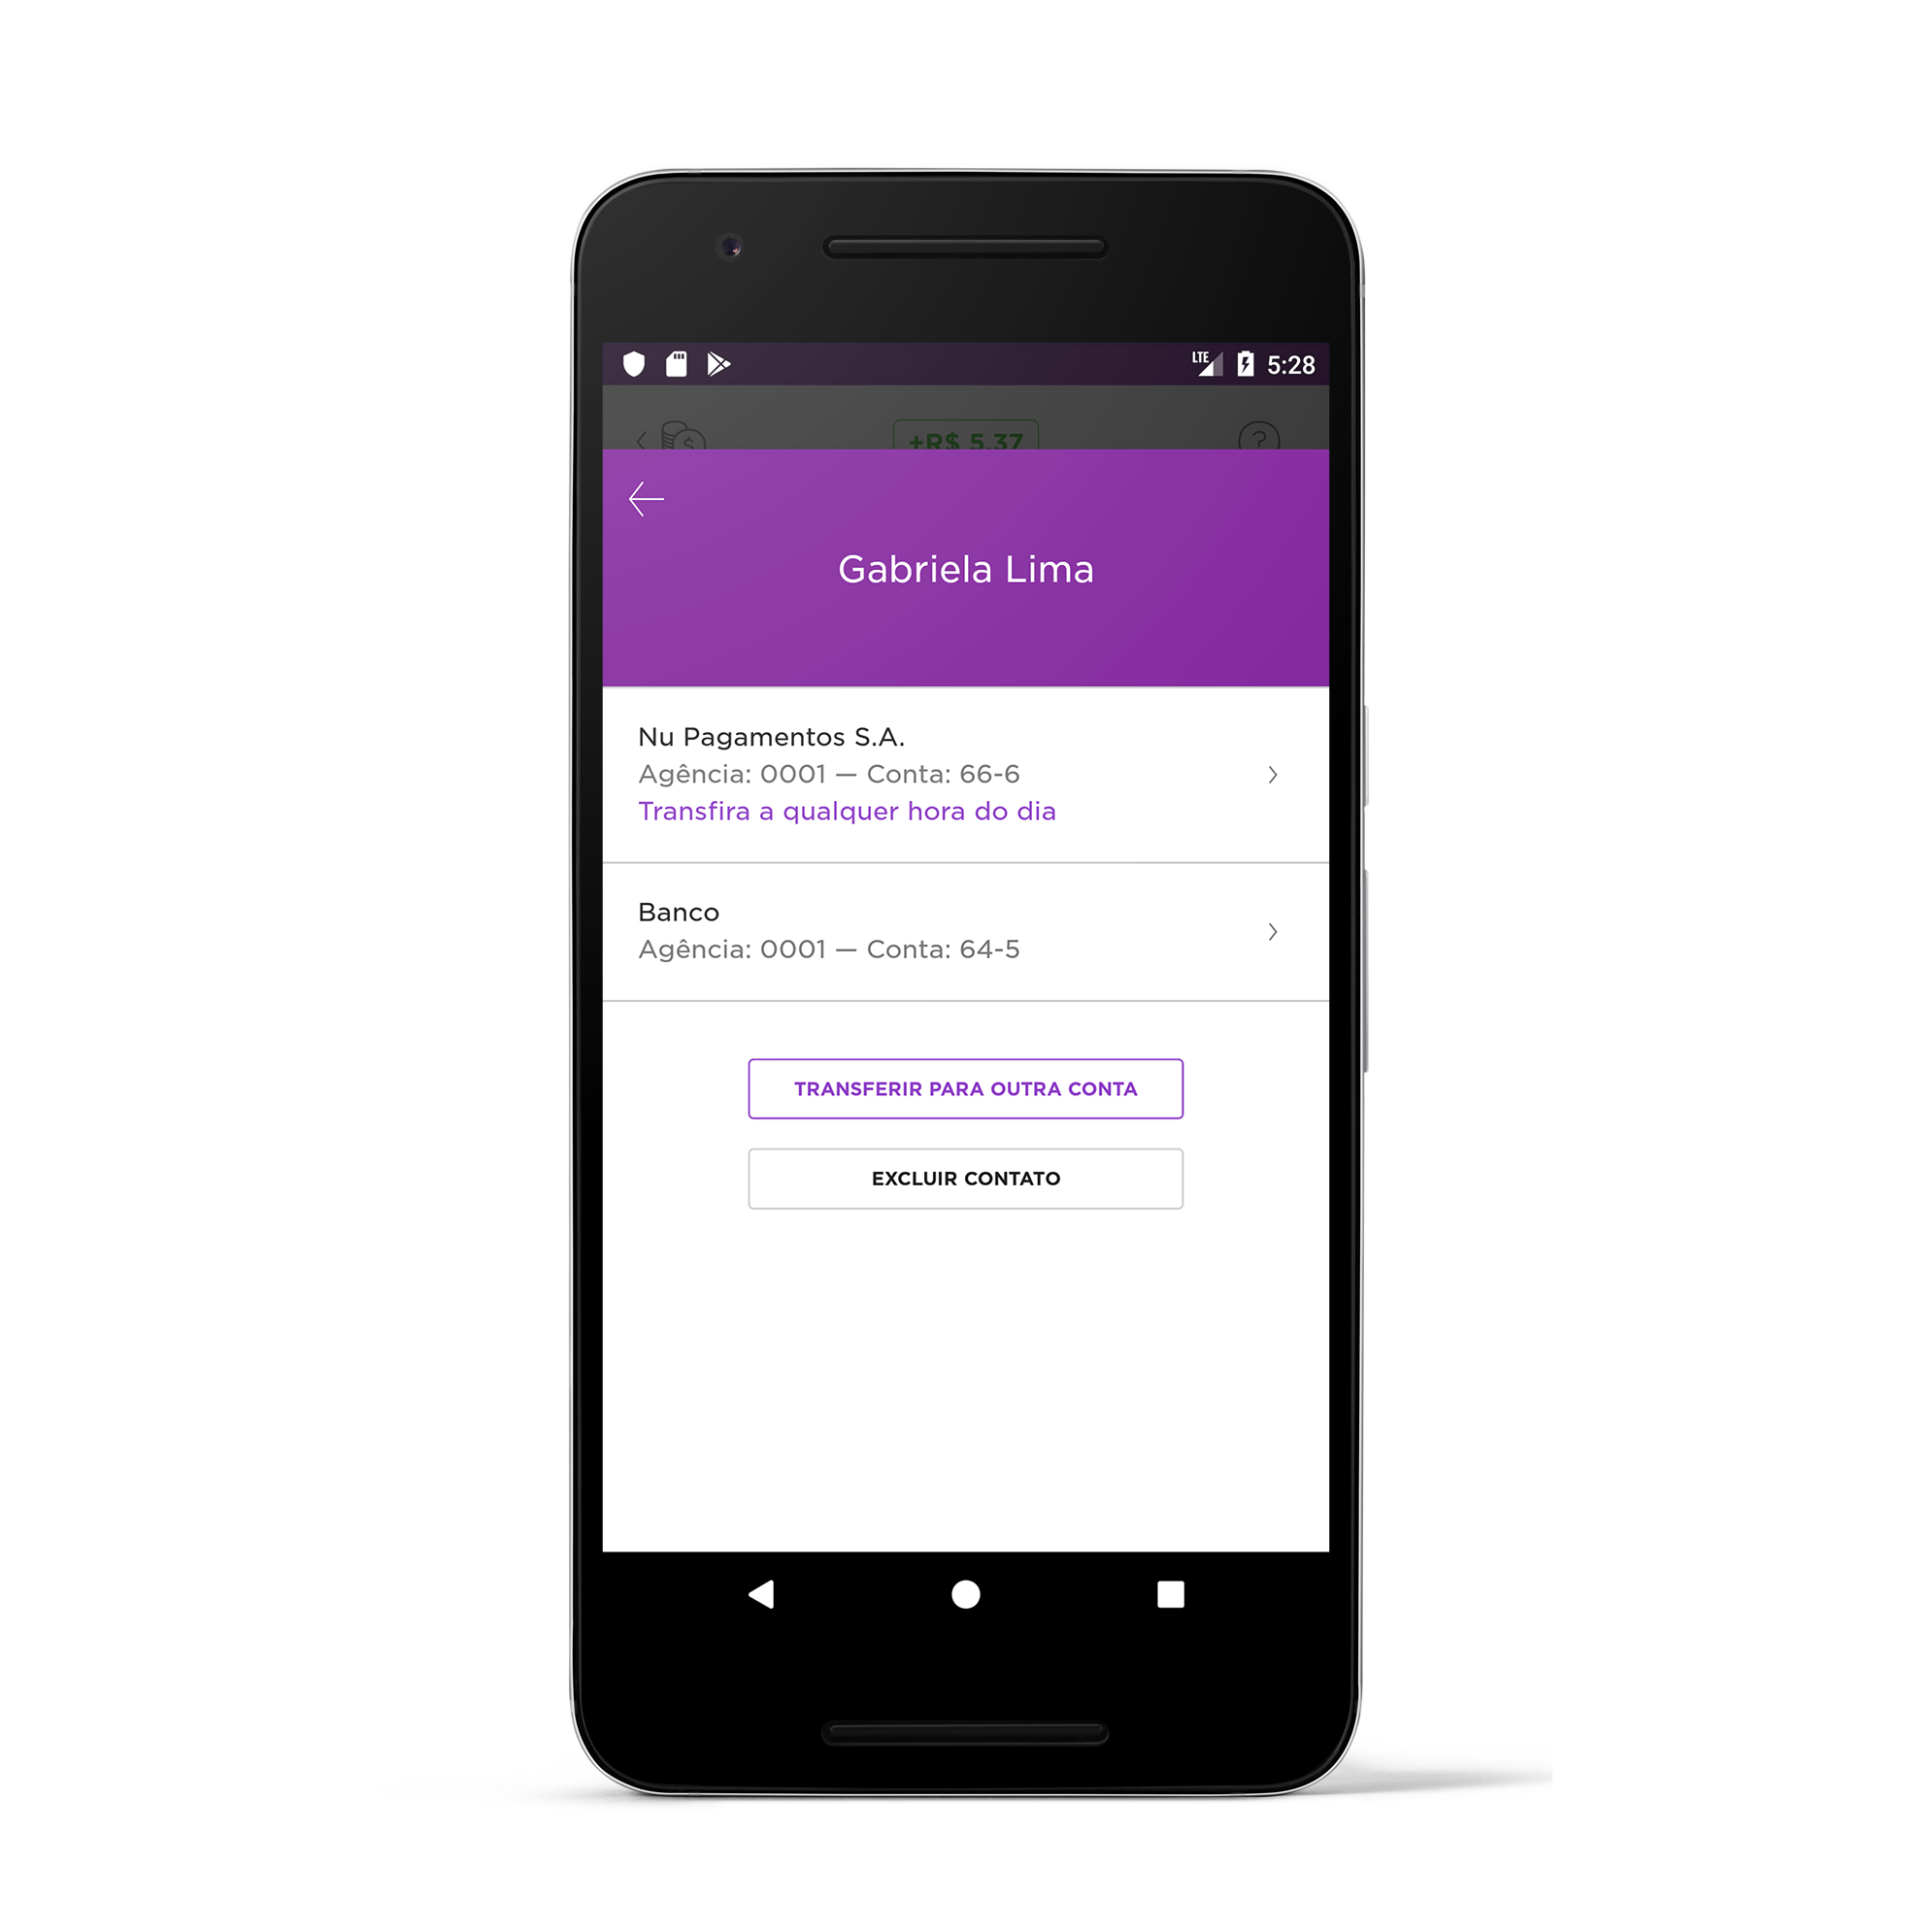 LTE 5:28
+R$ 5,37
?
Gabriela Lima
Nu Pagamentos S.A.
Agência: 0001 — Conta: 66-6
Transfira a qualquer hora do dia
Banco
Agência: 0001 — Conta: 64-5
TRANSFERIR PARA OUTRA CONTA
EXCLUIR CONTATO